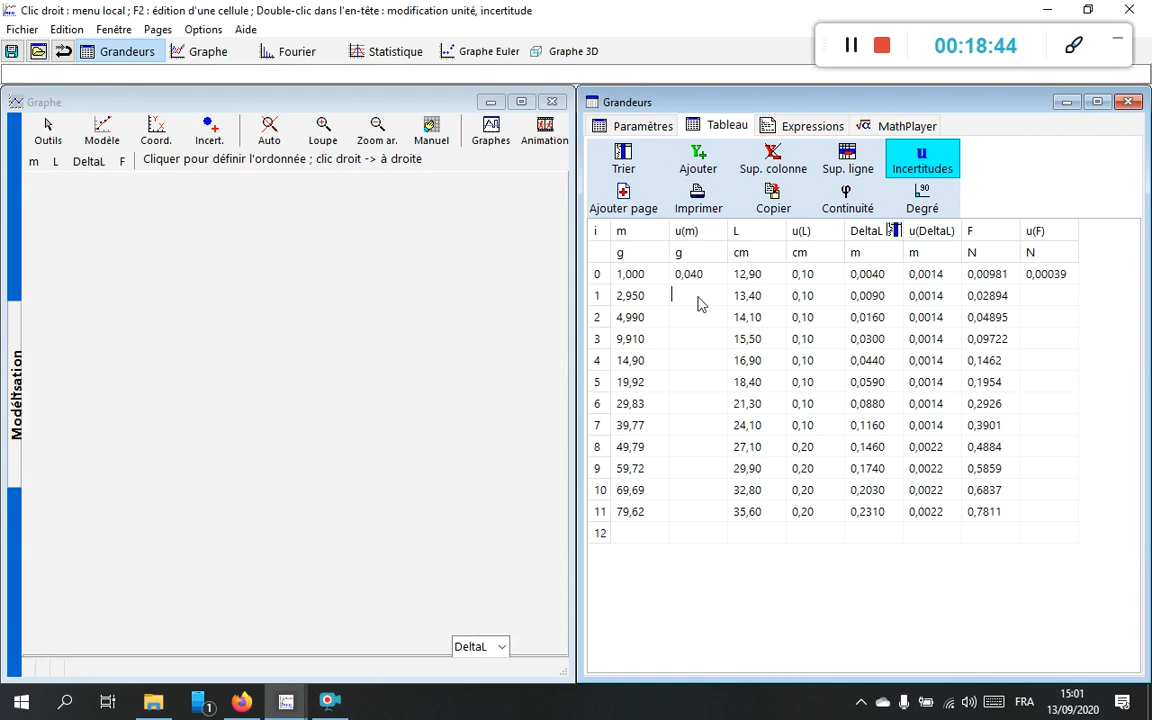 Clic droit : menu local ; F2 : édition d'une cellule ; Double-clic dans l'en-tête : modification unité, incertitude
Fichier Edition Fenêtre Pages Options Aide
Grandeurs Graphe Fourier Statistique Graphe Euler Graphe 3D
00:18:44
Graphe
Outils Modèle Coord. Incert. Auto Loupe Zoom ar. Manuel Graphes Animation
m L DeltaL F Cliquer pour définir l'ordonnée ; clic droit -> à droite
Modélisation
DeltaL
Grandeurs
Paramètres Tableau Expressions MathPlayer
Trier Ajouter Sup. colonne Sup. ligne Incertitudes
Ajouter page Imprimer Copier Continuité Degré
i m u(m) L u(L) DeltaL u(DeltaL) F u(F)
g g cm cm m m N N
0 1,000 0,040 12,90 0,10 0,0040 0,0014 0,00981 0,00039
1 2,950 13,40 0,10 0,0090 0,0014 0,02894
2 4,990 14,10 0,10 0,0160 0,0014 0,04895
3 9,910 15,50 0,10 0,0300 0,0014 0,09722
4 14,90 16,90 0,10 0,0440 0,0014 0,1462
5 19,92 18,40 0,10 0,0590 0,0014 0,1954
6 29,83 21,30 0,10 0,0880 0,0014 0,2926
7 39,77 24,10 0,10 0,1160 0,0014 0,3901
8 49,79 27,10 0,20 0,1460 0,0022 0,4884
9 59,72 29,90 0,20 0,1740 0,0022 0,5859
10 69,69 32,80 0,20 0,2030 0,0022 0,6837
11 79,62 35,60 0,20 0,2310 0,0022 0,7811
12
FRA
15:01
13/09/2020